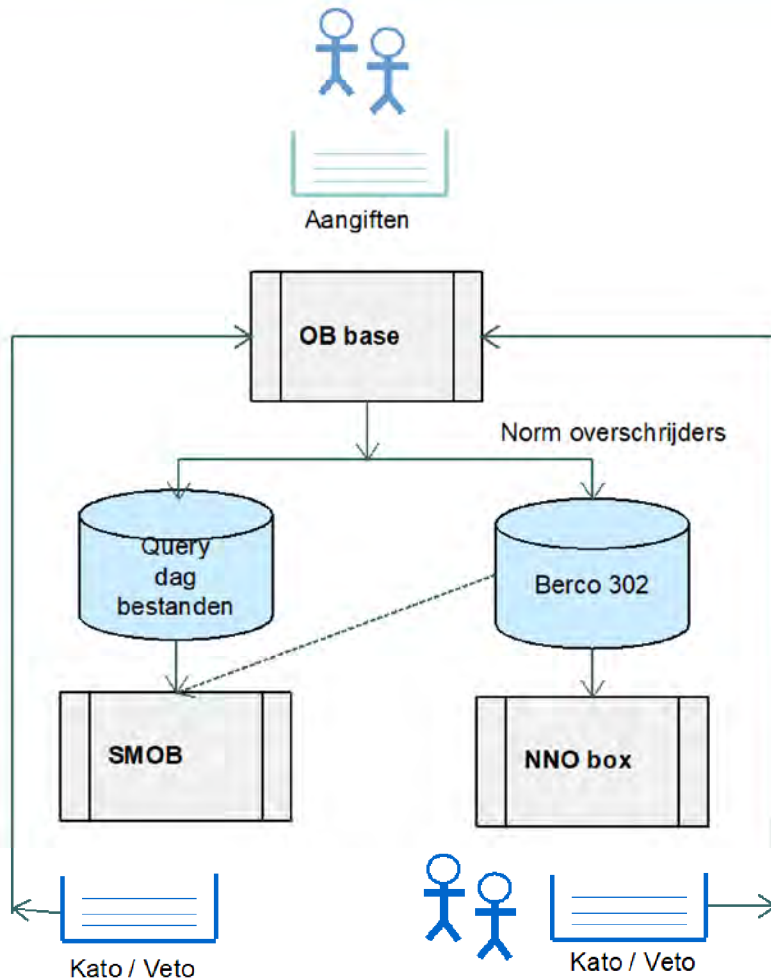 Aangiften
OB base
Norm overschrijders
Query
dag
bestanden
Berco 302
SMOB
NNO box
Kato / Veto
Kato / Veto